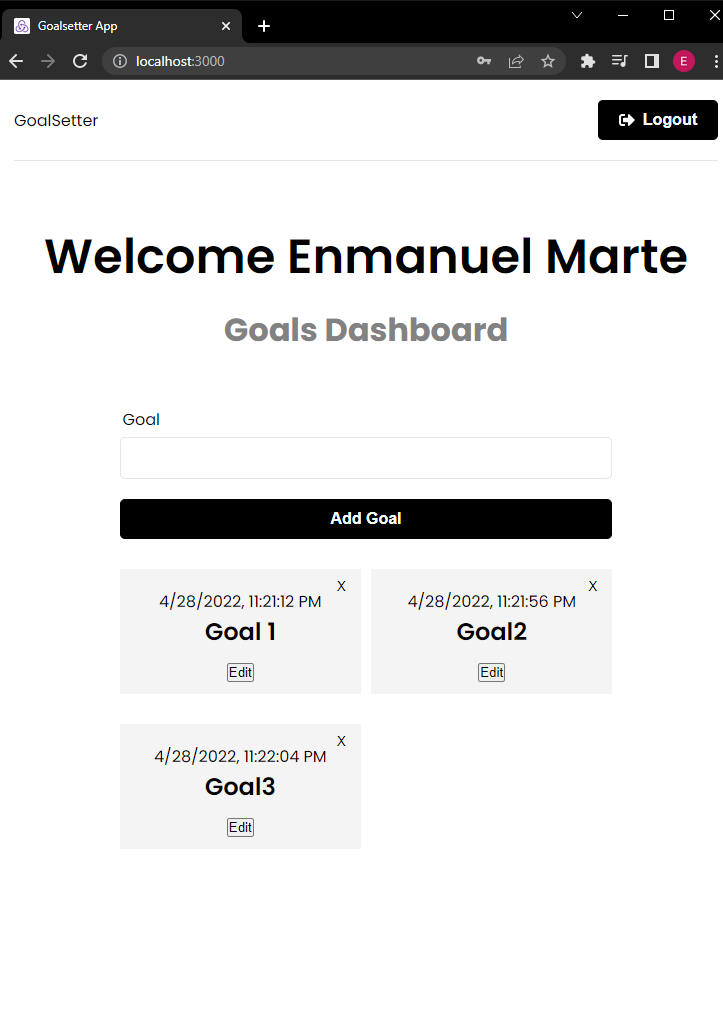 Goalsetter App
localhost:3000
E
GoalSetter
Logout
Welcome Enmanuel Marte
Goals Dashboard
Goal
Add Goal
X
4/28/2022, 11:21:12 PM
Goal 1
Edit
X
4/28/2022, 11:21:56 PM
Goal2
Edit
X
4/28/2022, 11:22:04 PM
Goal3
Edit